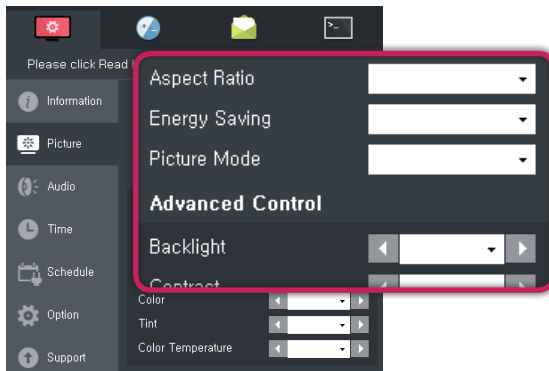 Please click Read
Information
Picture
Audio
Time
Schedule
Option
Support
Aspect Ratio
Energy Saving
Picture Mode
Advanced Control
Backlight
Contrast
Color
Tint
Color Temperature